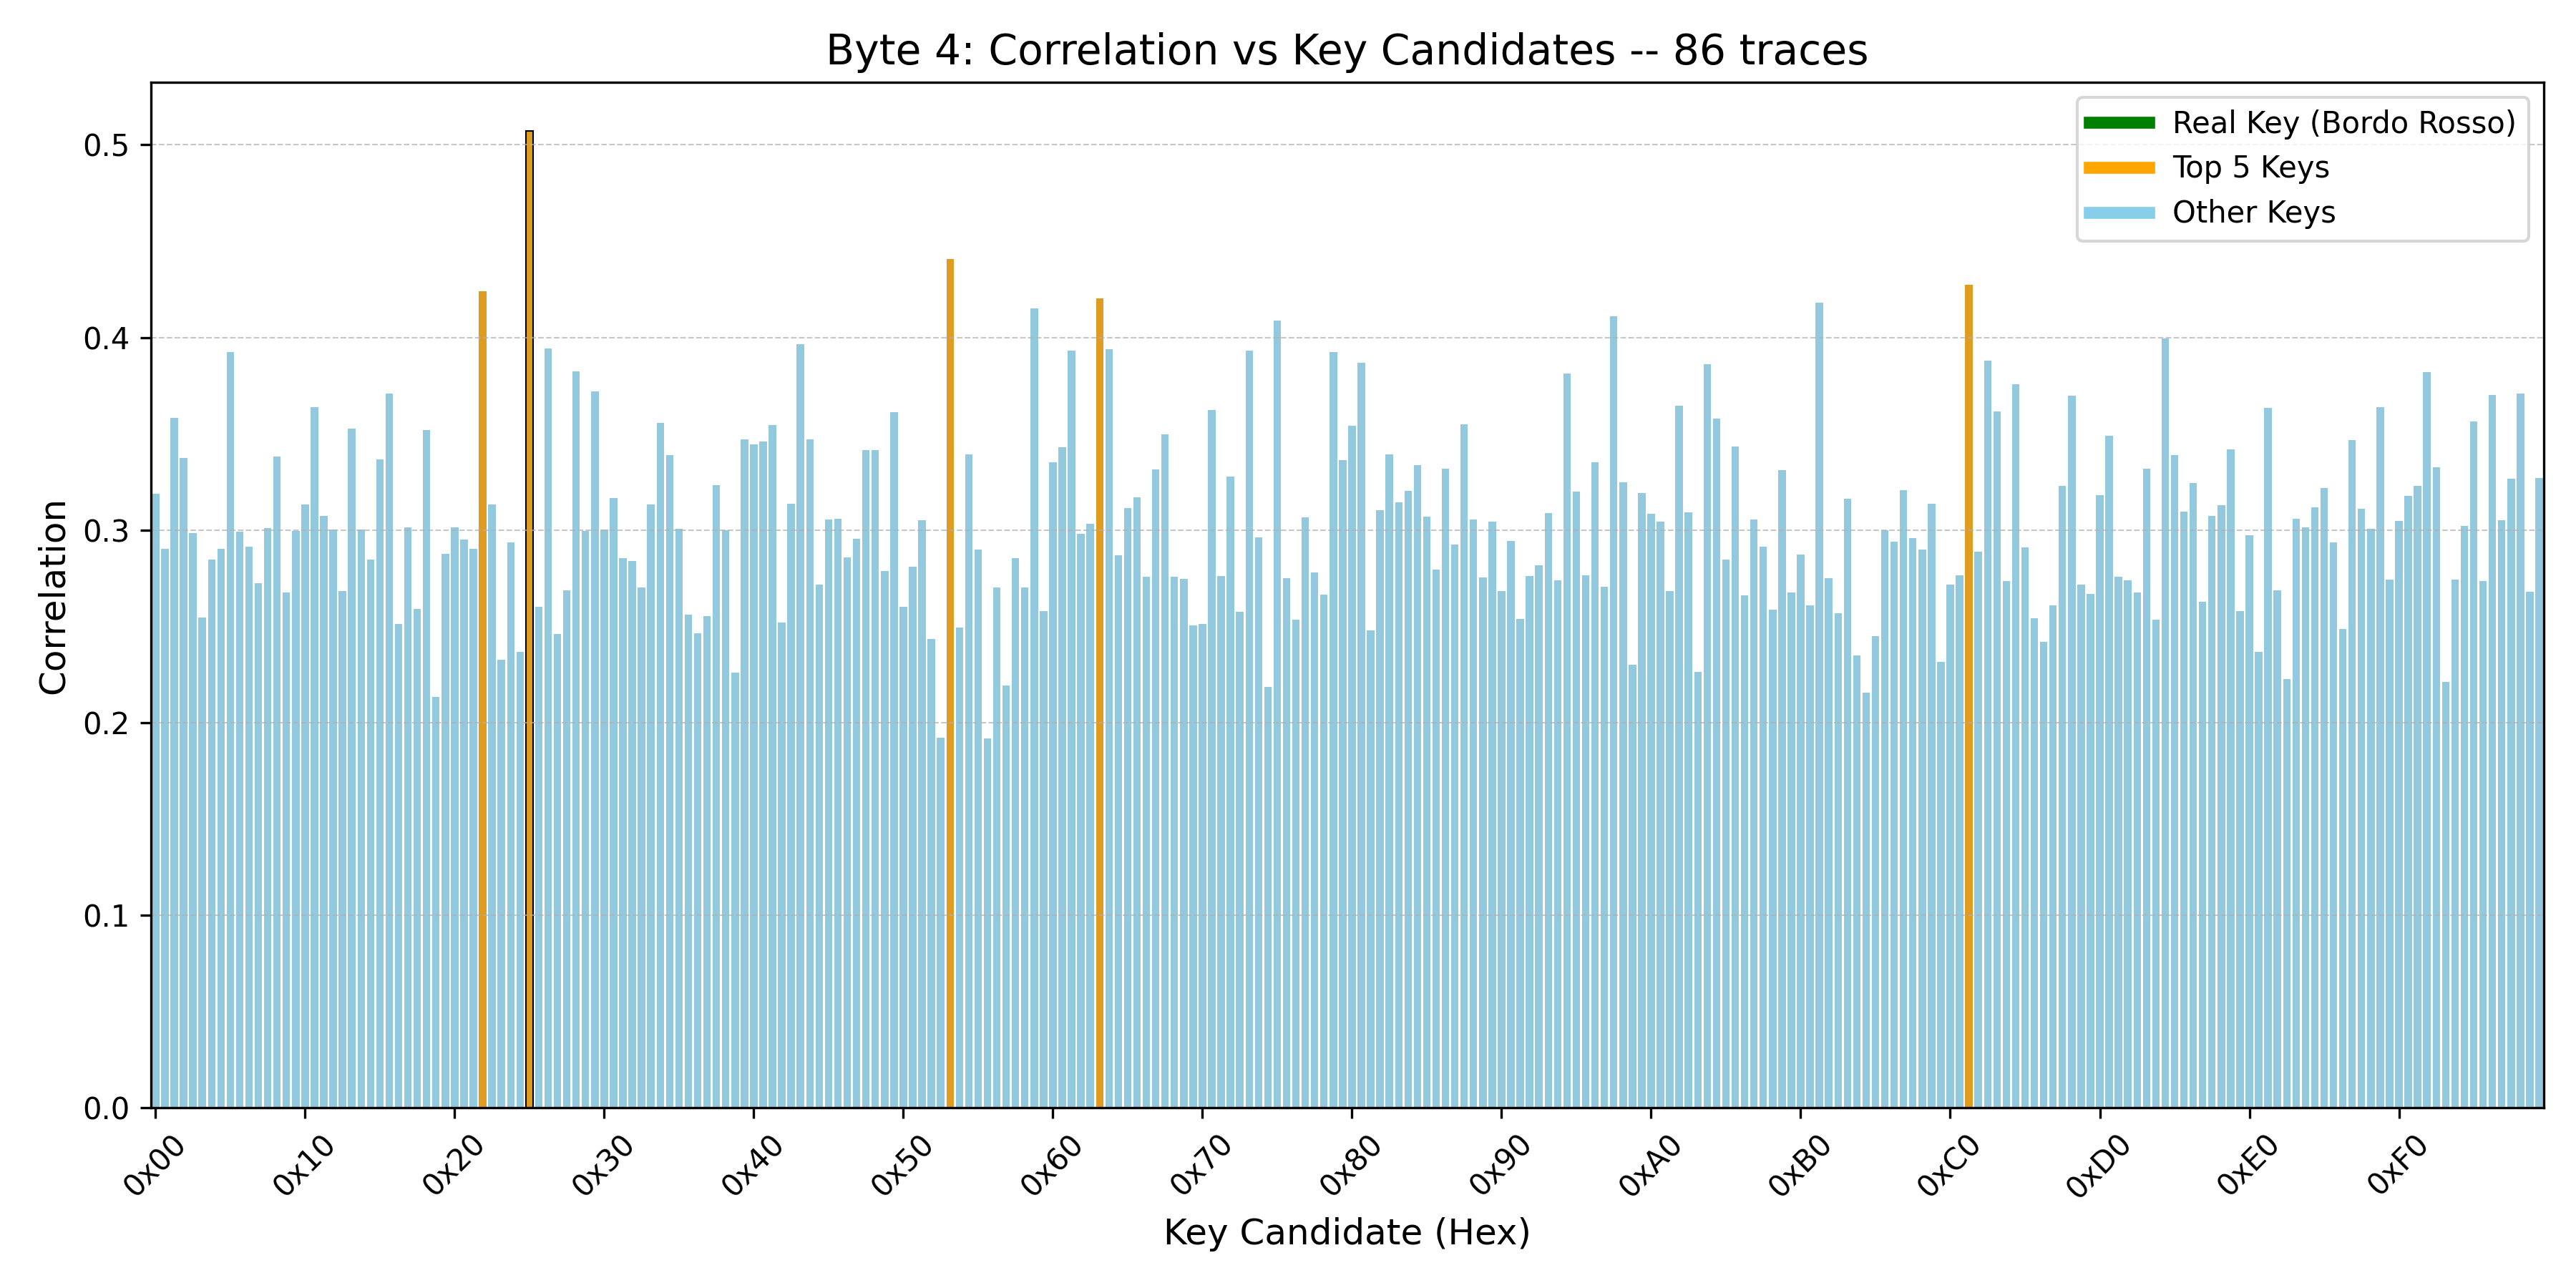 Byte 4: Correlation vs Key Candidates -- 86 traces
Real Key (Bordo Rosso)
Top 5 Keys
Other Keys
Correlation
0.5
0.4
0.3
0.2
0.1
0.0
0x00 0x10 0x20 0x30 0x40 0x50 0x60 0x70 0x80 0x90 0xA0 0xB0 0xC0 0xD0 0xE0 0xF0
Key Candidate (Hex)